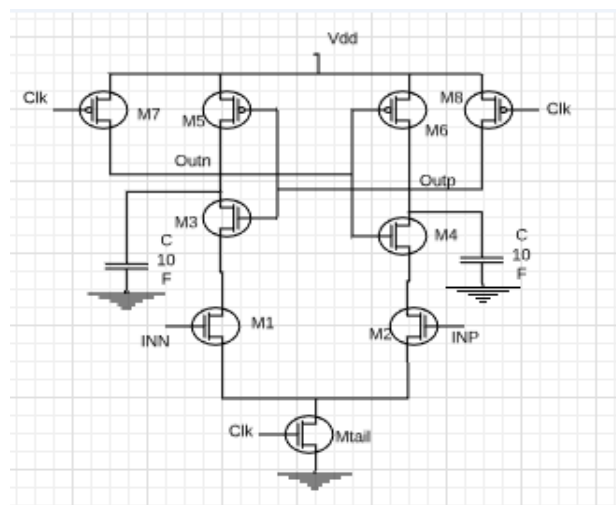 Vdd
Clk
M7
M5
M6
M8
Clk
Outn
Outp
M3
M4
C
10
F
C
10
F
M1
M2
INN
INP
Clk
Mtail